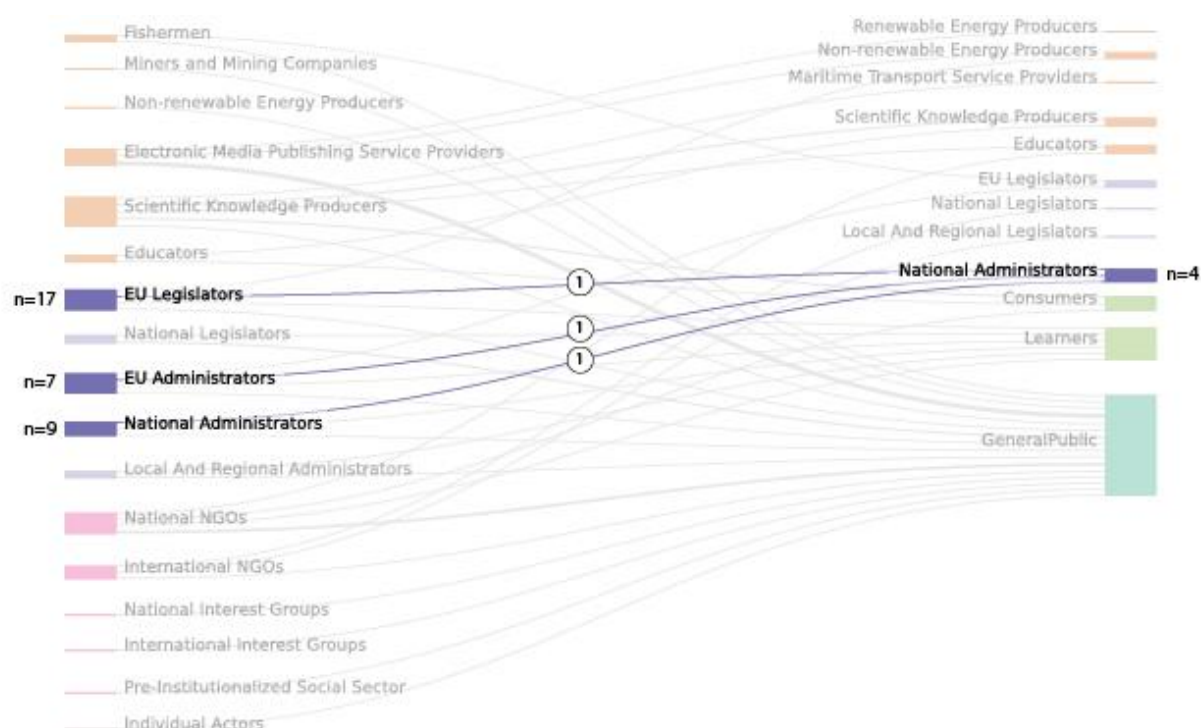 Fishermen
Miners and Mining Companies
Non-renewable Energy Producers
Electronic Media Publishing Service Providers
Scientific Knowledge Producers
Educators
n=17
EU Legislators
National Legislators
n=7
EU Administrators
n=9
National Administrators
Local And Regional Administrators
National NGOs
International NGOs
National Interest Groups
International Interest Groups
Pre-Institutionalized Social Sector
Individual Actors
1
1
1
Renewable Energy Producers
Non-renewable Energy Producers
Maritime Transport Service Providers
Scientific Knowledge Producers
Educators
EU Legislators
National Legislators
Local And Regional Legislators
National Administrators
n=4
Consumers
Learners
GeneralPublic